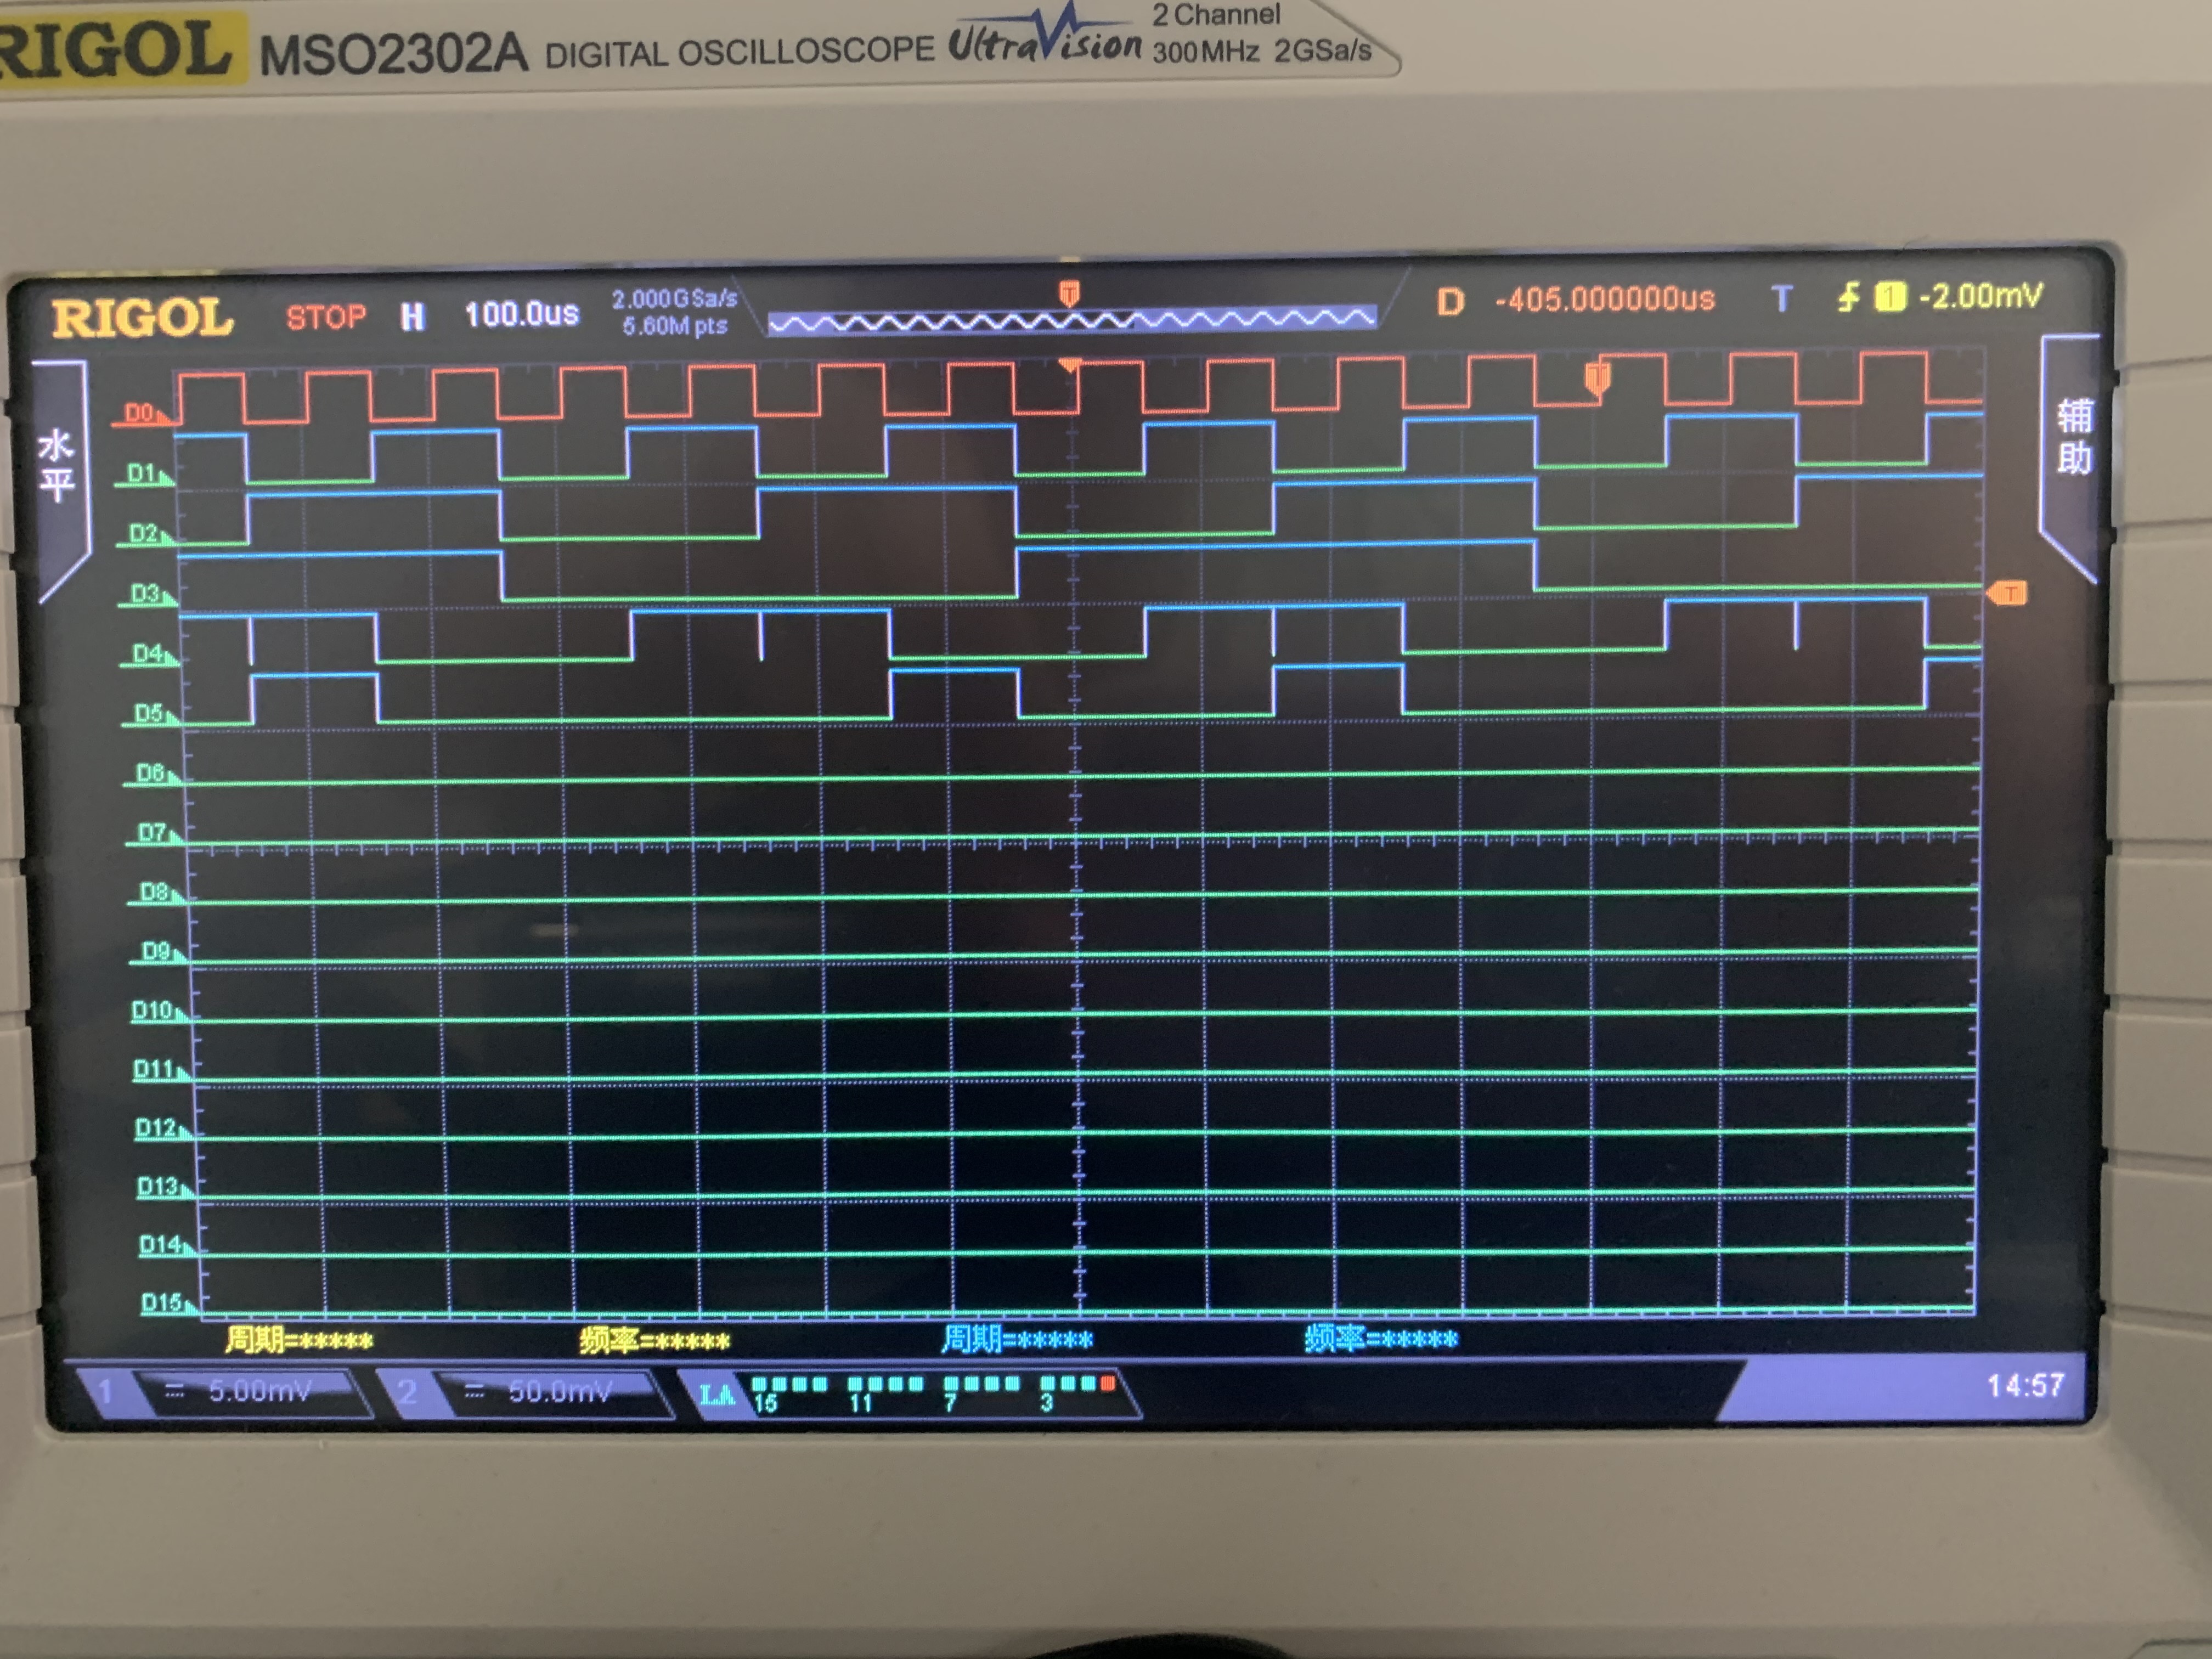 RIGOL MSO2302A DIGITAL OSCILLOSCOPE UltraVision 2 Channel
300MHz 2GSa/s
RIGOL STOP H 100.0us 2.000GSa/s
5.60M pts
T
D -405.000000us T 1 -2.00mV
水平
辅助
D0
T
D1
D2
D3
T
D4
D5
D6
D7
D8
D9
D10
D11
D12
D13
D14
D15
周期=***** 频率=***** 周期=***** 频率=*****
1 5.00mV 2 50.0mV LA 15 11 7 3 14:57